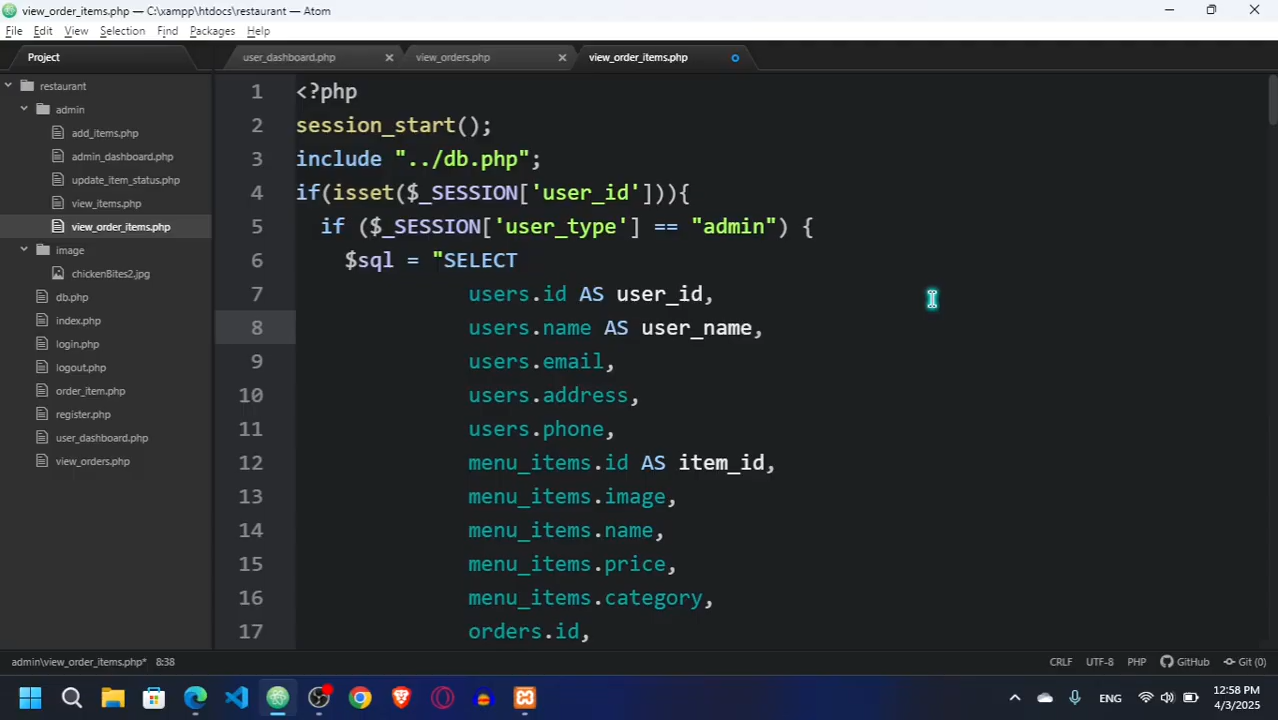 view_order_items.php — C:\xampp\htdocs\restaurant — Atom
File Edit View Selection Find Packages Help
Project
user_dashboard.php
view_orders.php
view_order_items.php
restaurant
admin
add_items.php
admin_dashboard.php
update_item_status.php
view_items.php
view_order_items.php
image
chickenBites2.jpg
db.php
index.php
login.php
logout.php
order_item.php
register.php
user_dashboard.php
view_orders.php
1 <?php
2 session_start();
3 include "../db.php";
4 if(isset($_SESSION['user_id'])){
5 if ($_SESSION['user_type'] == "admin") {
6 $sql = "SELECT
7 users.id AS user_id,
8 users.name AS user_name,
9 users.email,
10 users.address,
11 users.phone,
12 menu_items.id AS item_id,
13 menu_items.image,
14 menu_items.name,
15 menu_items.price,
16 menu_items.category,
17 orders.id,
admin\view_order_items.php* 8:38 CRLF UTF-8 PHP GitHub Git (0)
ENG
12:58 PM
4/3/2025